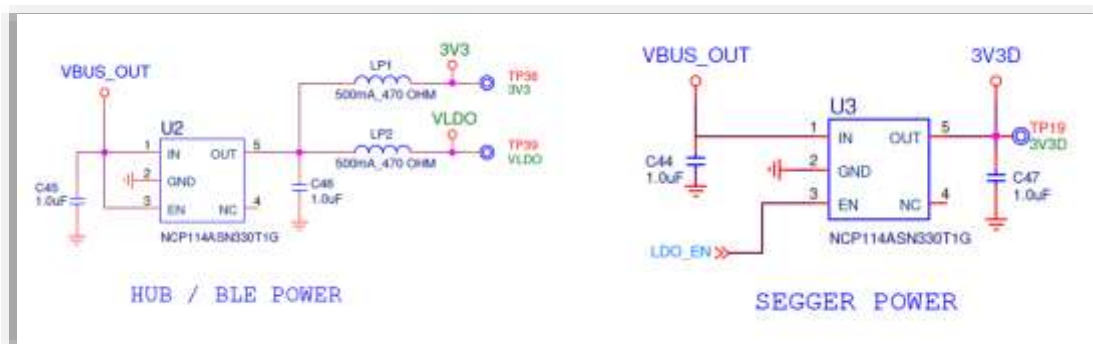 VBUS_OUT
U2
1
IN
OUT
5
2
GND
3
EN
NC
4
NCP114ASN330T1G
C45
1.0uF
C46
1.0uF
LP1
500mA_470 OHM
3V3
TP38
3V3
LP2
500mA_470 OHM
VLDO
TP39
VLDO
HUB / BLE POWER
VBUS_OUT
3V3D
U3
1
IN
OUT
5
TP19
3V3D
2
GND
3
EN
NC
4
NCP114ASN330T1G
C44
1.0uF
C47
1.0uF
LDO_EN
SEGGER POWER